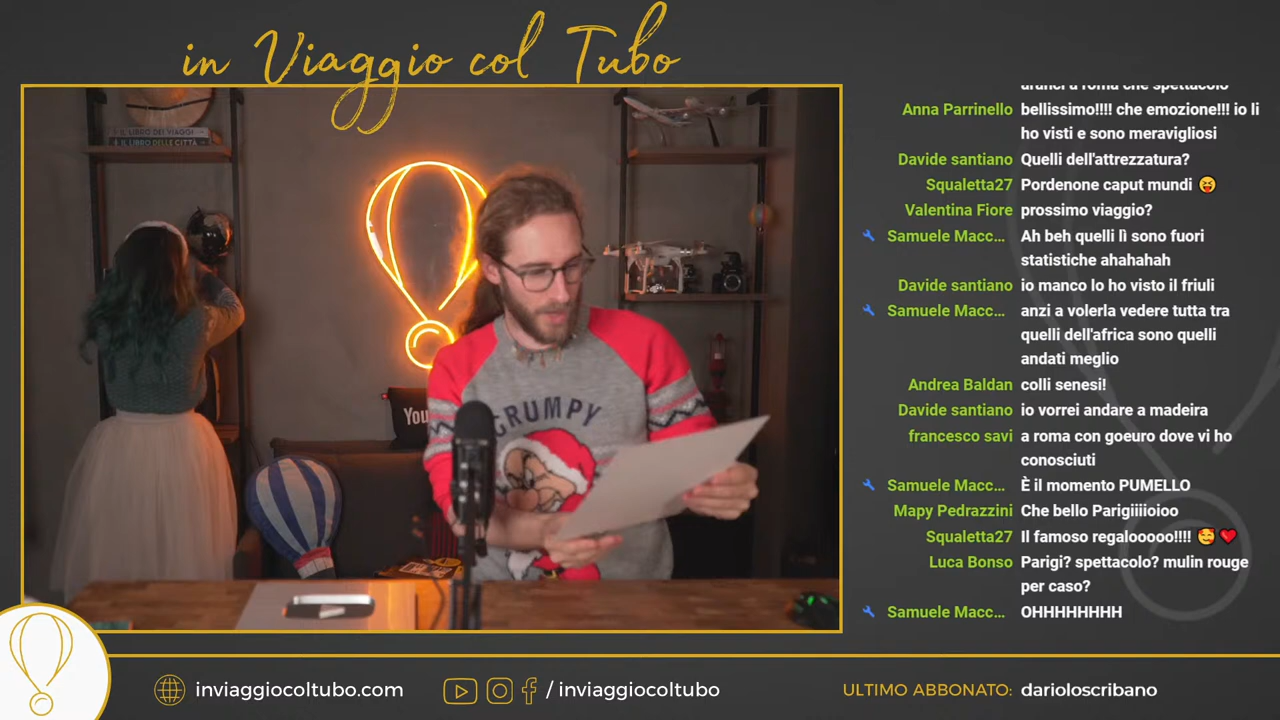 in Viaggio col Tubo
IL LIBRO DEI VIAGGI
IL LIBRO DELLE CITTÀ
You
GRUMPY
aranci a roma che spettacolo
Anna Parrinello bellissimo!!!! che emozione!!! io li
ho visti e sono meravigliosi
Davide santiano Quelli dell'attrezzatura?
Squaletta27 Pordenone caput mundi 😝
Valentina Fiore prossimo viaggio?
Samuele Macc... Ah beh quelli lì sono fuori
statistiche ahahahah
Davide santiano io manco lo ho visto il friuli
Samuele Macc... anzi a volerla vedere tutta tra
quelli dell'africa sono quelli
andati meglio
Andrea Baldan colli senesi!
Davide santiano io vorrei andare a madeira
francesco savi a roma con goeuro dove vi ho
conosciuti
Samuele Macc... È il momento PUMELLO
Mapy Pedrazzini Che bello Parigiiiioioo
Squaletta27 Il famoso regalooooo!!!! 🥰 ❤️
Luca Bonso Parigi? spettacolo? mulin rouge
per caso?
Samuele Macc... OHHHHHHHH
inviaggiocoltubo.com
/ inviaggiocoltubo
ULTIMO ABBONATO: darioloscribano